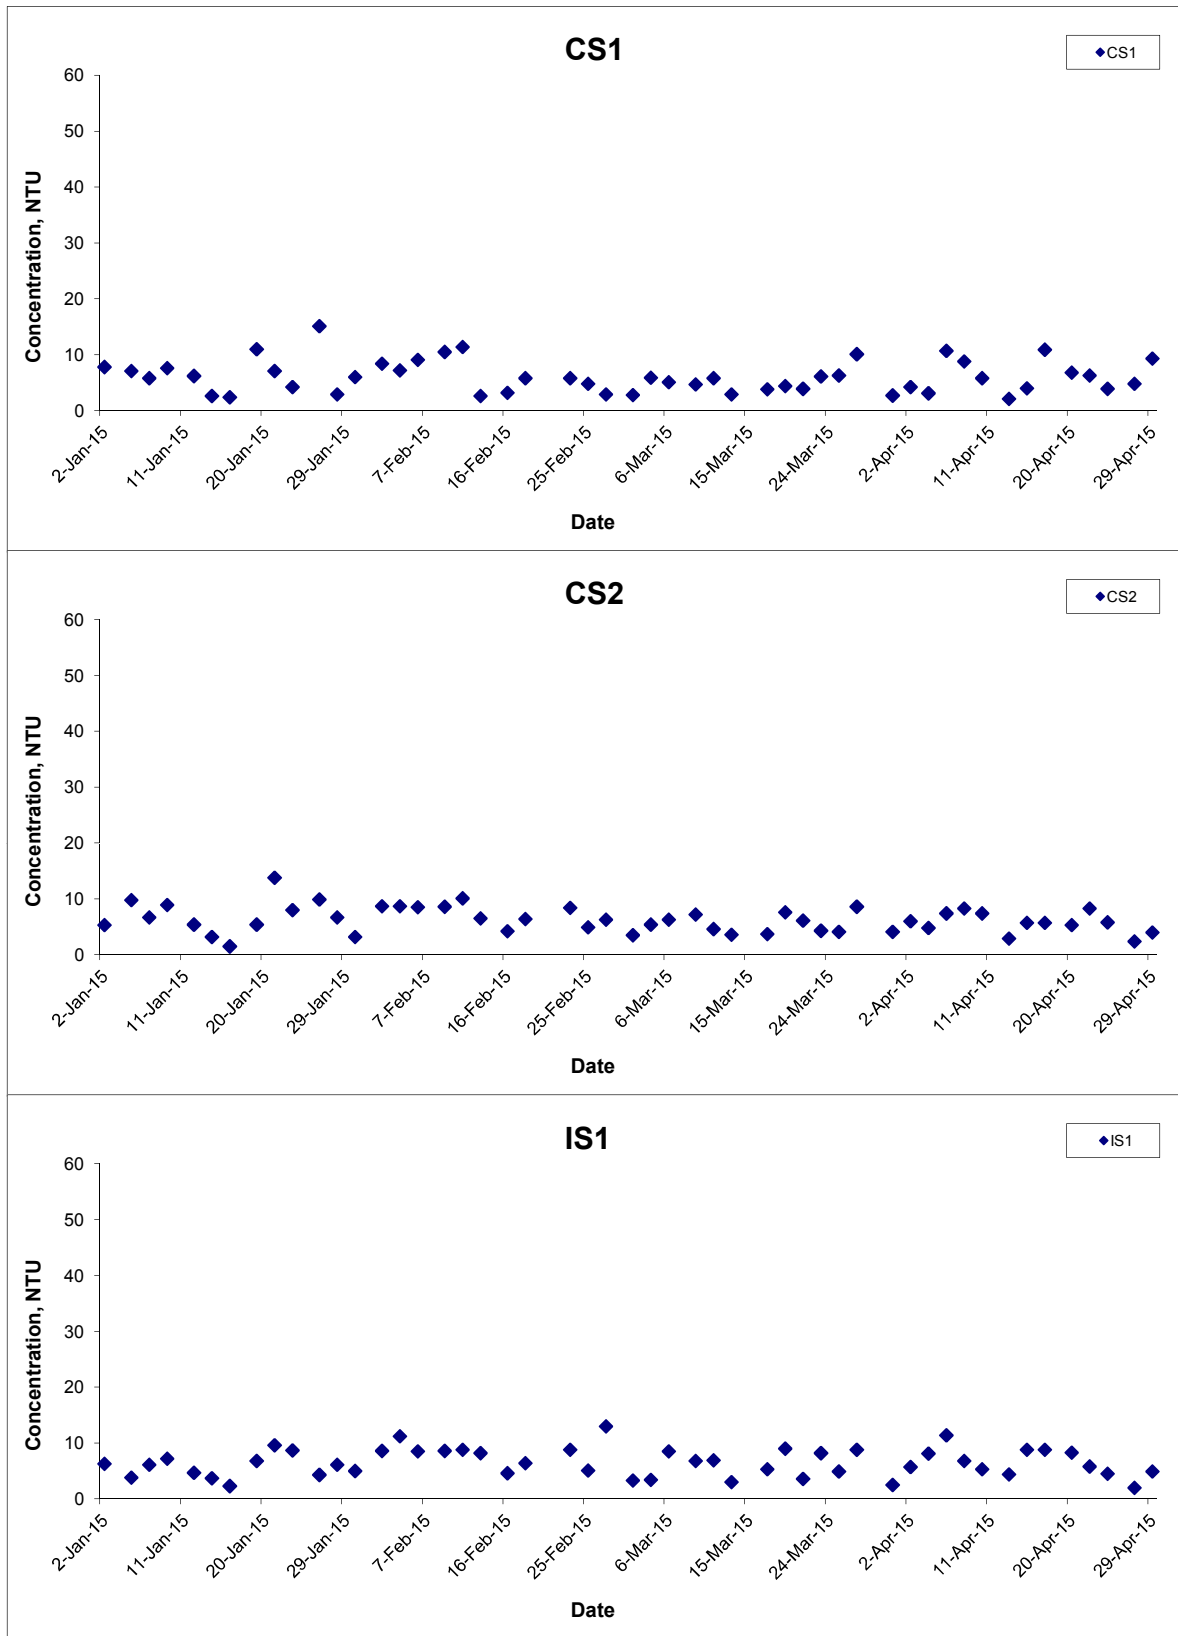 CS1
CS1
60
50
40
30
20
10
0
Concentration, NTU
2-Jan-15
11-Jan-15
20-Jan-15
29-Jan-15
7-Feb-15
16-Feb-15
25-Feb-15
6-Mar-15
15-Mar-15
24-Mar-15
2-Apr-15
11-Apr-15
20-Apr-15
29-Apr-15
Date
CS2
CS2
60
50
40
30
20
10
0
Concentration, NTU
2-Jan-15
11-Jan-15
20-Jan-15
29-Jan-15
7-Feb-15
16-Feb-15
25-Feb-15
6-Mar-15
15-Mar-15
24-Mar-15
2-Apr-15
11-Apr-15
20-Apr-15
29-Apr-15
Date
IS1
IS1
60
50
40
30
20
10
0
Concentration, NTU
2-Jan-15
11-Jan-15
20-Jan-15
29-Jan-15
7-Feb-15
16-Feb-15
25-Feb-15
6-Mar-15
15-Mar-15
24-Mar-15
2-Apr-15
11-Apr-15
20-Apr-15
29-Apr-15
Date